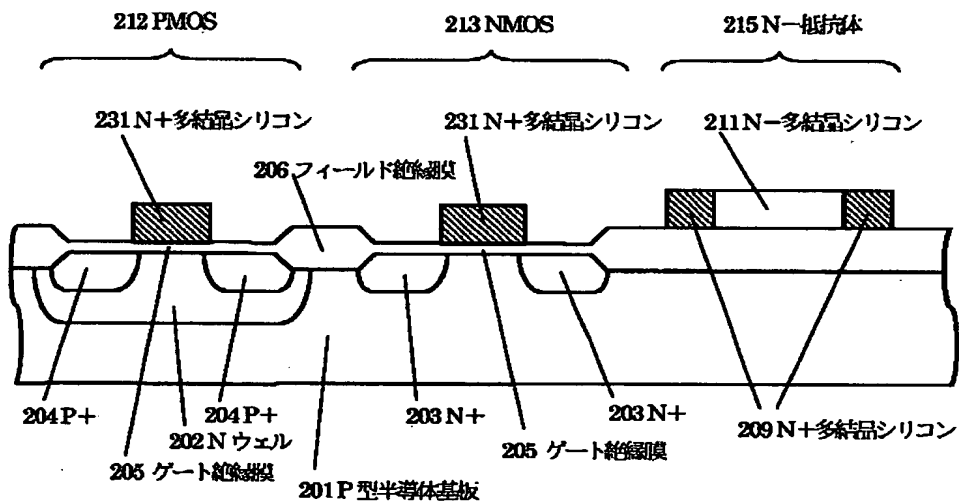 212 PMOS
213 NMOS
215 N－抵抗体
231 N+多結晶シリコン
231 N+多結晶シリコン
211 N－多結晶シリコン
206 フィールド絶縁膜
204 P+
204 P+
203 N+
203 N+
209 N+多結晶シリコン
202 N ウェル
205 ゲート絶縁膜
205 ゲート絶縁膜
201 P 型半導体基板